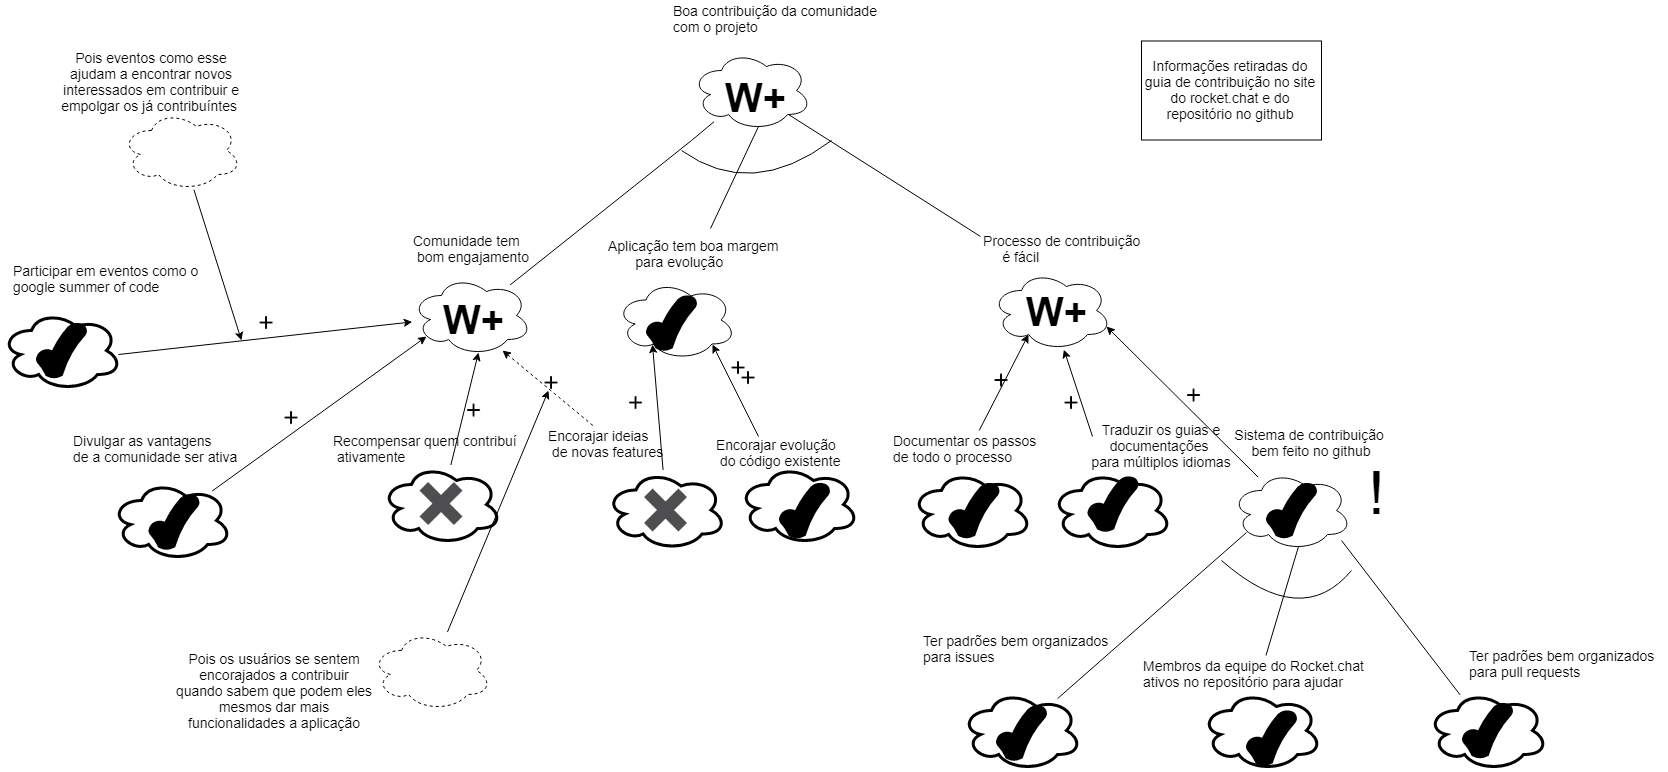 Boa contribuição da comunidade
com o projeto
W+
Informações retiradas do
guia de contribuição no site
do rocket.chat e do
repositório no github
Pois eventos como esse
ajudam a encontrar novos
interessados em contribuir e
empolgar os já contribuíntes
Comunidade tem
bom engajamento
W+
Aplicação tem boa margem
para evolução
Processo de contribuição
é fácil
W+
Participar em eventos como o
google summer of code
+
Divulgar as vantagens
de a comunidade ser ativa
+
Recompensar quem contribuí
ativamente
+
Encorajar ideias
de novas features
+
+
Encorajar evolução
do código existente
+
+
Documentar os passos
de todo o processo
+
Traduzir os guias e
documentações
para múltiplos idiomas
+
Sistema de contribuição
bem feito no github
+
!
Pois os usuários se sentem
encorajados a contribuir
quando sabem que podem eles
mesmos dar mais
funcionalidades a aplicação
Ter padrões bem organizados
para issues
Membros da equipe do Rocket.chat
ativos no repositório para ajudar
Ter padrões bem organizados
para pull requests